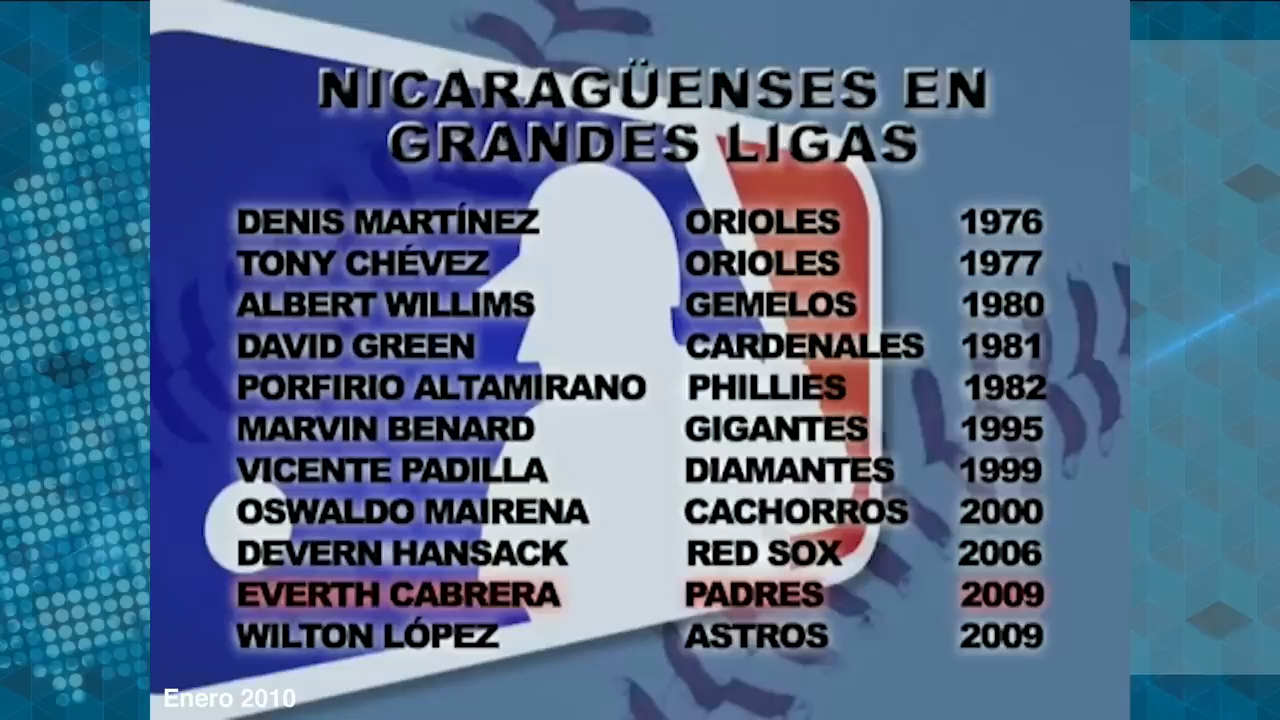 NICARAGÜENSES EN
GRANDES LIGAS
DENIS MARTÍNEZ ORIOLES 1976
TONY CHÉVEZ ORIOLES 1977
ALBERT WILLIMS GEMELOS 1980
DAVID GREEN CARDENALES 1981
PORFIRIO ALTAMIRANO PHILLIES 1982
MARVIN BENARD GIGANTES 1995
VICENTE PADILLA DIAMANTES 1999
OSWALDO MAIRENA CACHORROS 2000
DEVERN HANSACK RED SOX 2006
EVERTH CABRERA PADRES 2009
WILTON LÓPEZ ASTROS 2009
Enero 2010